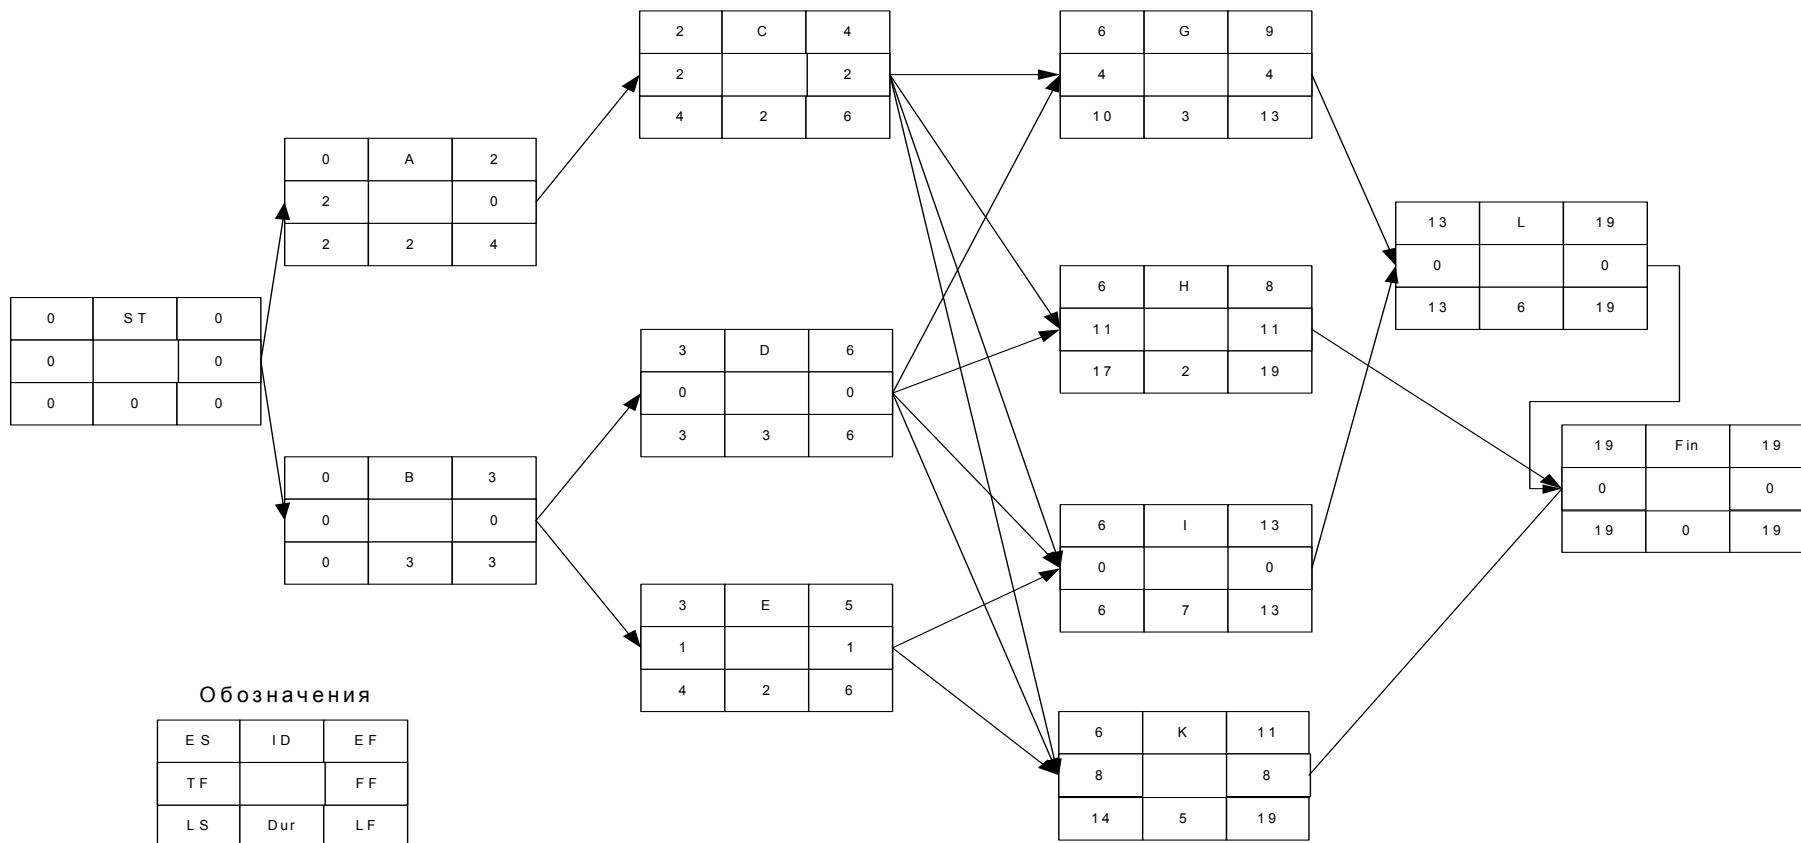 2 C 4
2 2
4 2 6
6 G 9
4 4
10 3 13
0 A 2
2 0
2 2 4
13 L 19
0 0
13 6 19
6 H 8
11 11
17 2 19
0 ST 0
0 0
0 0 0
3 D 6
0 0
3 3 6
19 Fin 19
0 0
19 0 19
0 B 3
0 0
0 3 3
6 I 13
0 0
6 7 13
3 E 5
1 1
4 2 6
6 K 11
8 8
14 5 19
Обозначения
ES ID EF
TF FF
LS Dur LF